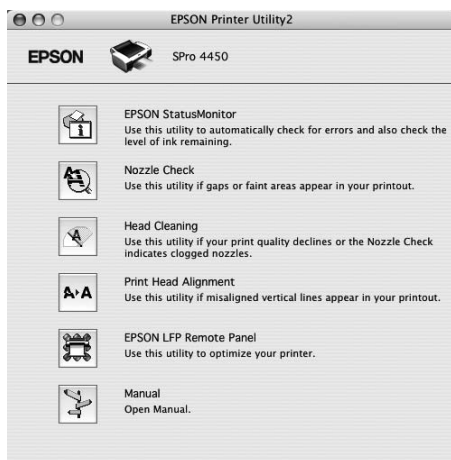 EPSON Printer Utility2
EPSON SPro 4450
EPSON StatusMonitor
Use this utility to automatically check for errors and also check the
level of ink remaining.
Nozzle Check
Use this utility if gaps or faint areas appear in your printout.
Head Cleaning
Use this utility if your print quality declines or the Nozzle Check
indicates clogged nozzles.
A▸A
Print Head Alignment
Use this utility if misaligned vertical lines appear in your printout.
EPSON LFP Remote Panel
Use this utility to optimize your printer.
Manual
Open Manual.